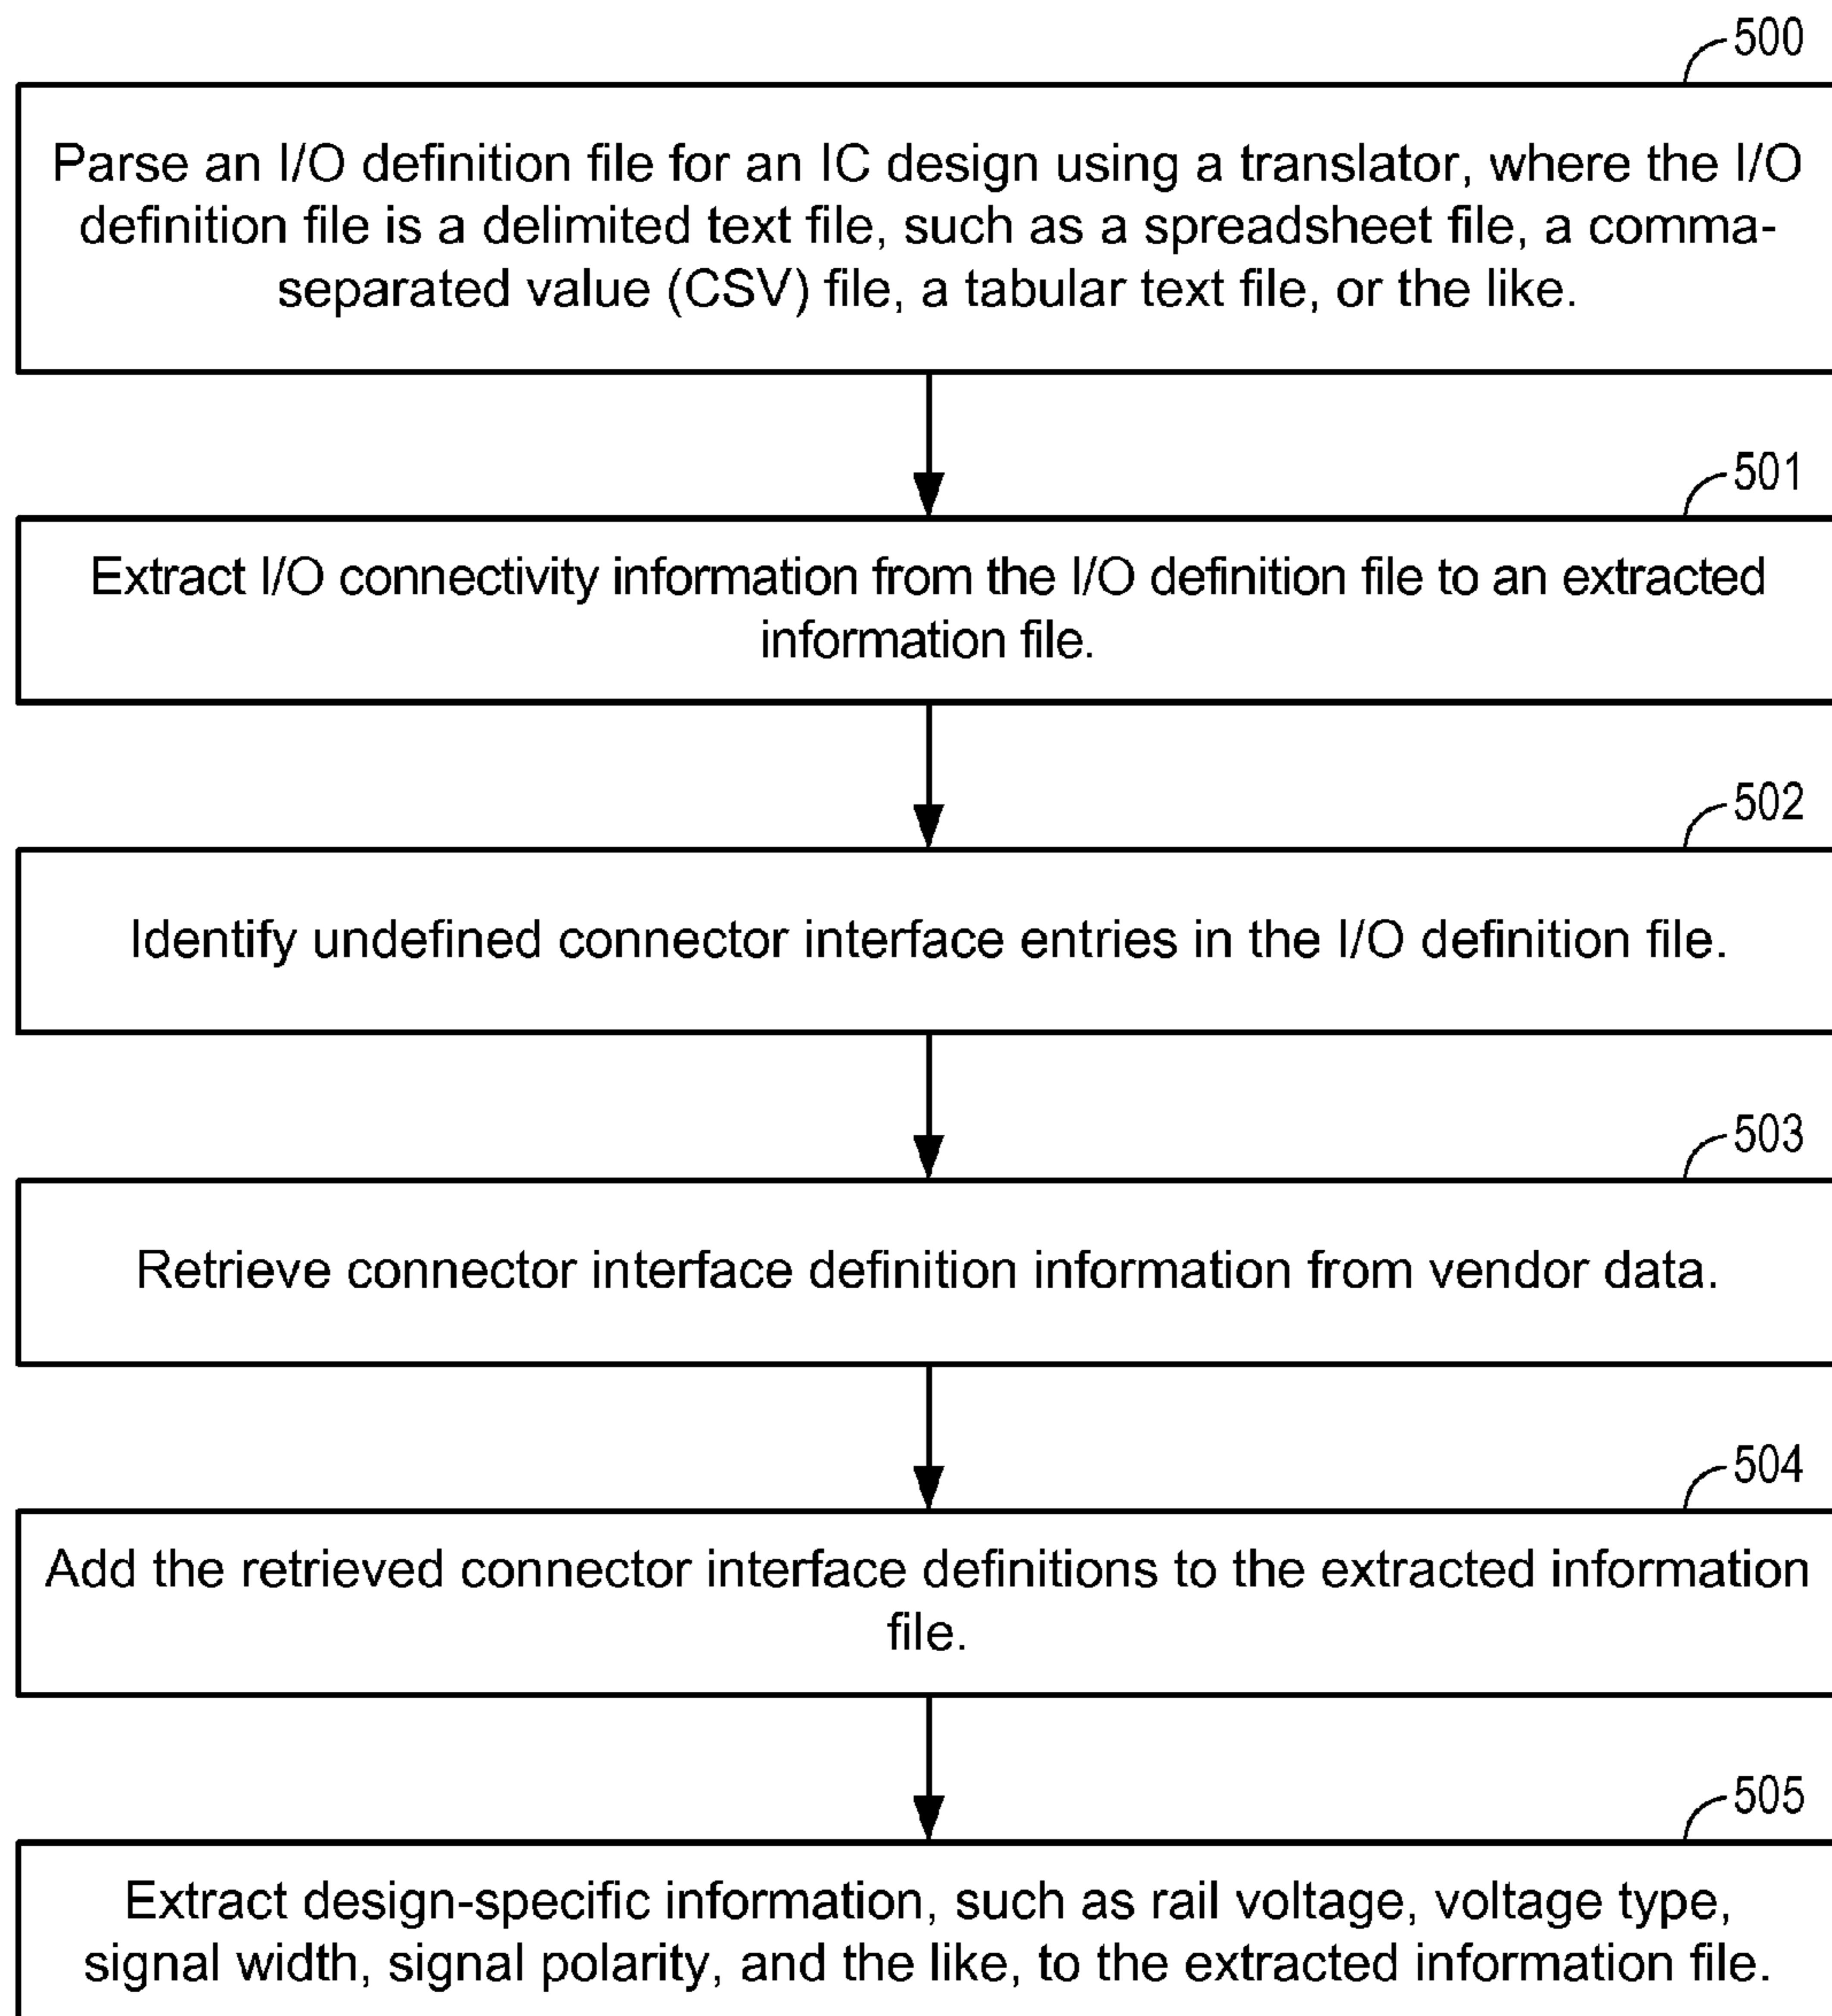 500
Parse an I/O definition file for an IC design using a translator, where the I/O
definition file is a delimited text file, such as a spreadsheet file, a comma-
separated value (CSV) file, a tabular text file, or the like.
501
Extract I/O connectivity information from the I/O definition file to an extracted
information file.
502
Identify undefined connector interface entries in the I/O definition file.
503
Retrieve connector interface definition information from vendor data.
504
Add the retrieved connector interface definitions to the extracted information
file.
505
Extract design-specific information, such as rail voltage, voltage type,
signal width, signal polarity, and the like, to the extracted information file.